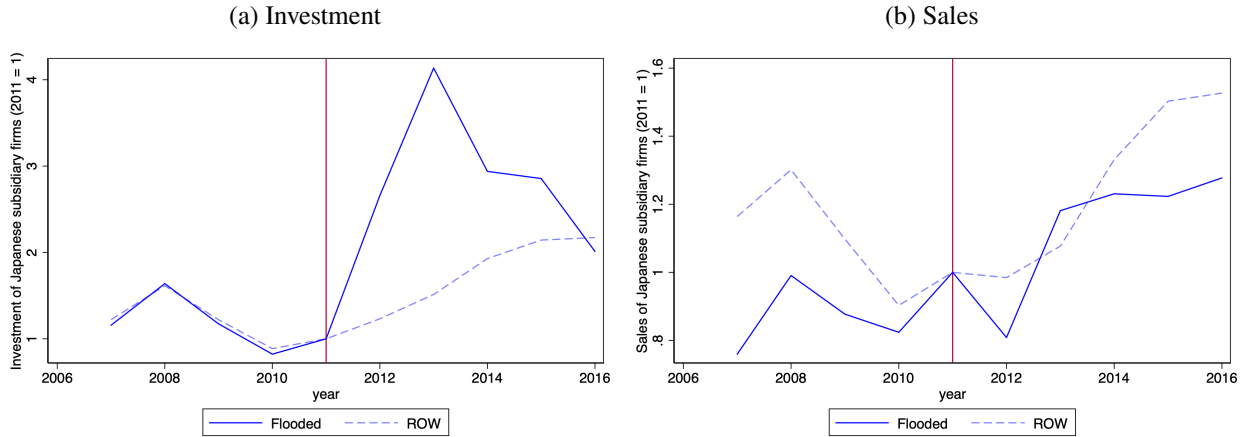 (a) Investment
Investment of Japanese subsidiary firms (2011 = 1)
4
3
2
1
2006 2008 2010 2012 2014 2016
year
Flooded ROW
(b) Sales
Sales of Japanese subsidiary firms (2011 = 1)
1.6
1.4
1.2
1
.8
2006 2008 2010 2012 2014 2016
year
Flooded ROW